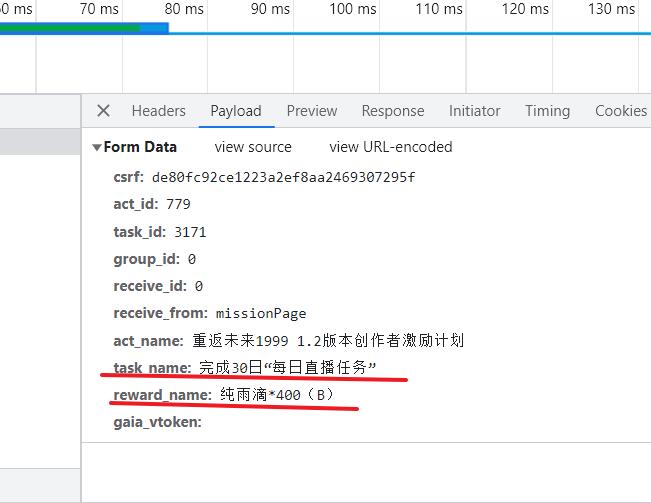 70 ms 80 ms 90 ms 100 ms 110 ms 120 ms 130 ms
Headers Payload Preview Response Initiator Timing Cookies
Form Data view source view URL-encoded
csrf: de80fc92ce1223a2ef8aa2469307295f
act_id: 779
task_id: 3171
group_id: 0
receive_id: 0
receive_from: missionPage
act_name: 重返未来1999 1.2版本创作者激励计划
task_name: 完成30日“每日直播任务”
reward_name: 纯雨滴*400（B）
gaia_vtoken: